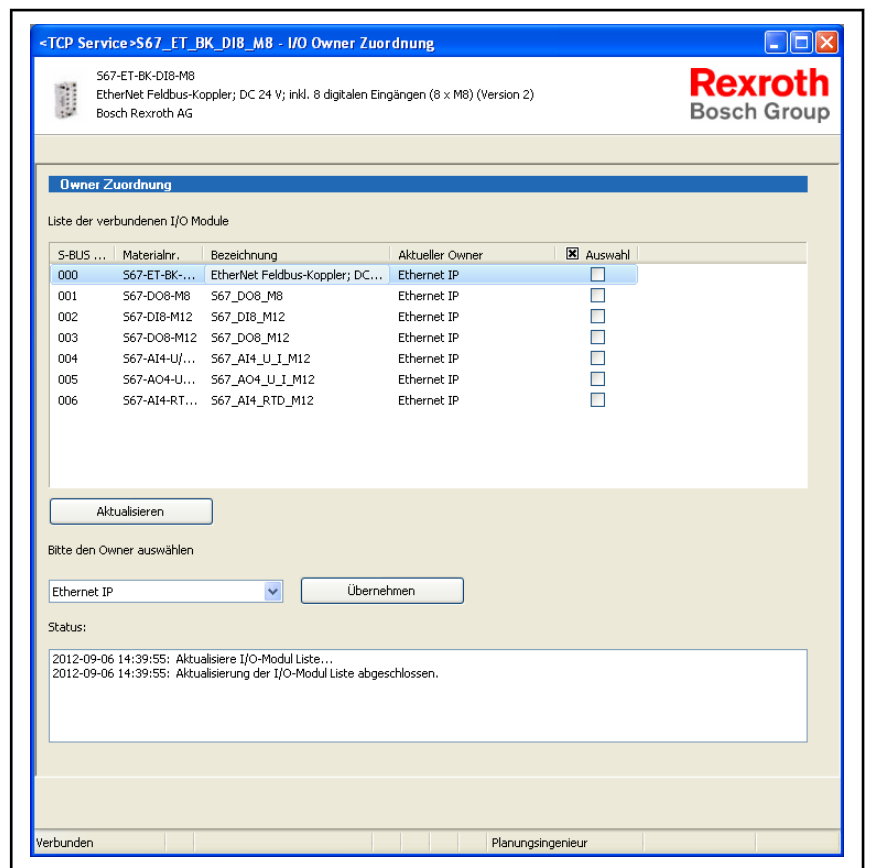 <TCP Service>S67_ET_BK_DI8_M8 - I/O Owner Zuordnung
S67-ET-BK-DI8-M8
EtherNet Feldbus-Koppler; DC 24 V; inkl. 8 digitalen Eingängen (8 x M8) (Version 2)
Bosch Rexroth AG
Rexroth
Bosch Group
Owner Zuordnung
Liste der verbundenen I/O Module
S-BUS ... Materialnr. Bezeichnung Aktueller Owner Auswahl
000 S67-ET-BK-... EtherNet Feldbus-Koppler; DC... Ethernet IP
001 S67-DO8-M8 S67_DO8_M8 Ethernet IP
002 S67-DI8-M12 S67_DI8_M12 Ethernet IP
003 S67-DO8-M12 S67_DO8_M12 Ethernet IP
004 S67-AI4-U/... S67_AI4_U_I_M12 Ethernet IP
005 S67-AO4-U... S67_AO4_U_I_M12 Ethernet IP
006 S67-AI4-RT... S67_AI4_RTD_M12 Ethernet IP
Aktualisieren
Bitte den Owner auswählen
Ethernet IP Übernehmen
Status:
2012-09-06 14:39:55: Aktualisiere I/O-Modul Liste...
2012-09-06 14:39:55: Aktualisierung der I/O-Modul Liste abgeschlossen.
Verbunden Planungsingenieur